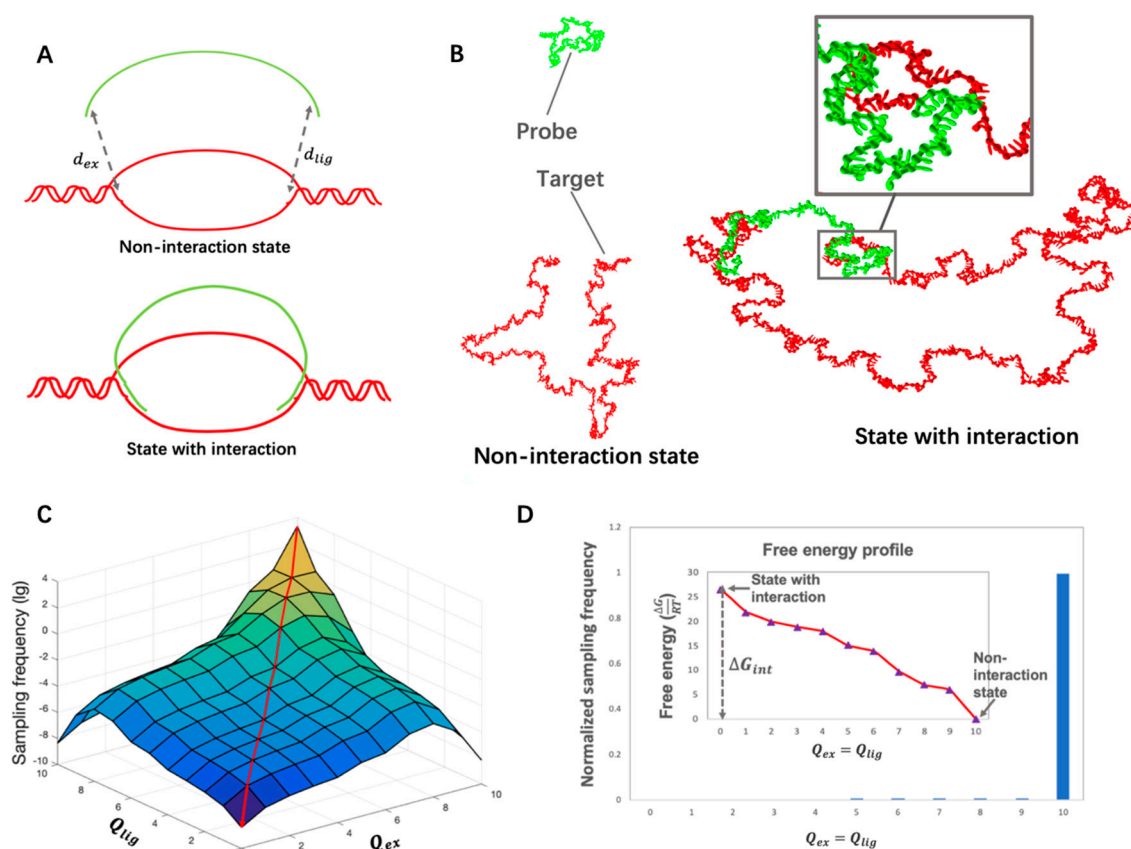 A
d_ex
d_lig
Non-interaction state
State with interaction
B
Probe
Target
Non-interaction state
State with interaction
C
Sampling frequency (lg)
4
2
0
-2
-4
-6
-8
-10
10
8
6
4
2
Q_lig
2
4
6
8
10
Q_ex
D
Normalized sampling frequency
1.2
1
0.8
0.6
0.4
0.2
0
Free energy profile
Free energy (ΔG/RT)
30
25
20
15
10
5
0
State with
interaction
ΔG_int
Non-
interaction
state
0 1 2 3 4 5 6 7 8 9 10
Q_ex = Q_lig
0 1 2 3 4 5 6 7 8 9 10
Q_ex = Q_lig